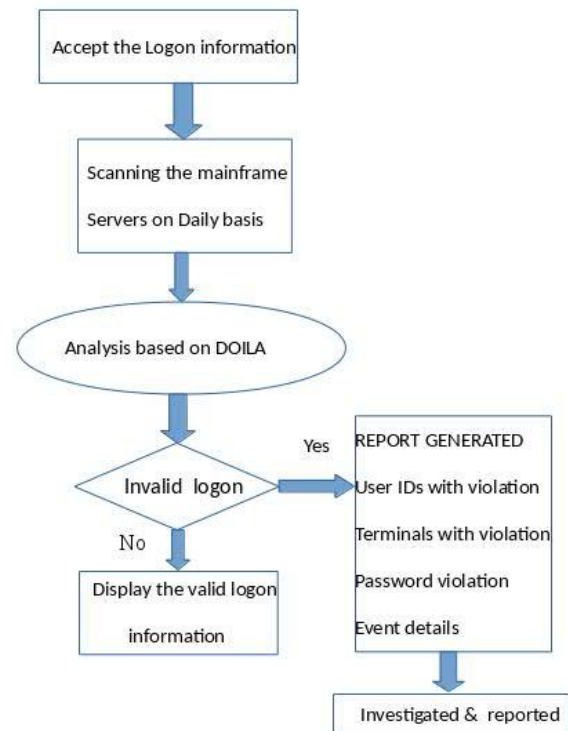 Accept the Logon information
Scanning the mainframe
Servers on Daily basis
Analysis based on DOILA
Invalid logon
Yes
No
Display the valid logon
information
REPORT GENERATED
User IDs with violation
Terminals with violation
Password violation
Event details
Investigated & reported